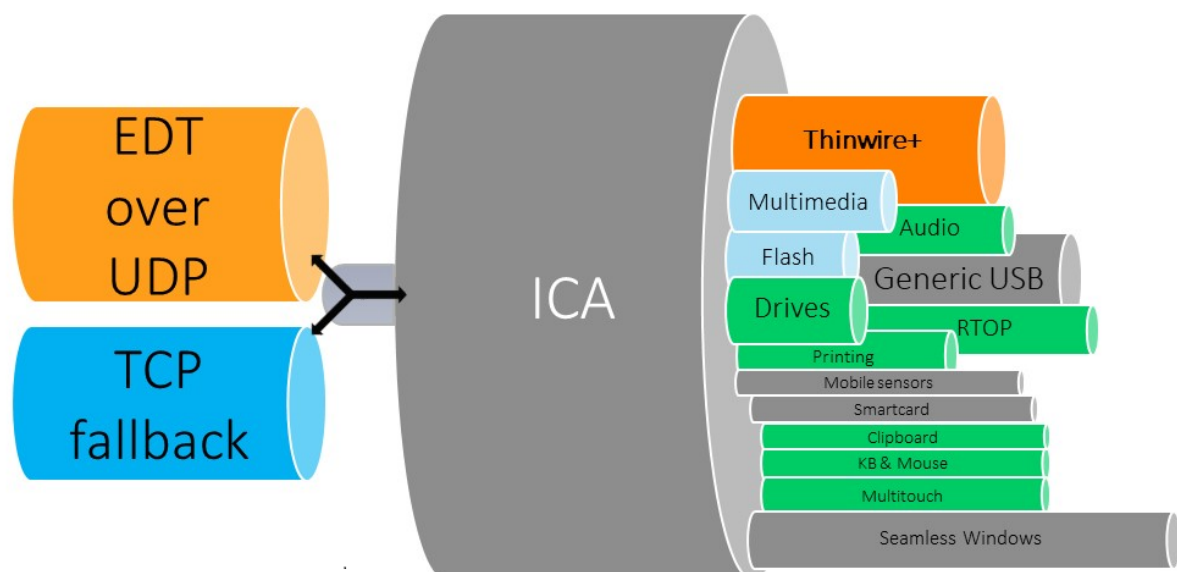 EDT
over
UDP
TCP
fallback
ICA
Thinwire+
Multimedia
Audio
Flash
Generic USB
Drives
RTOP
Printing
Mobile sensors
Smartcard
Clipboard
KB & Mouse
Multitouch
Seamless Windows